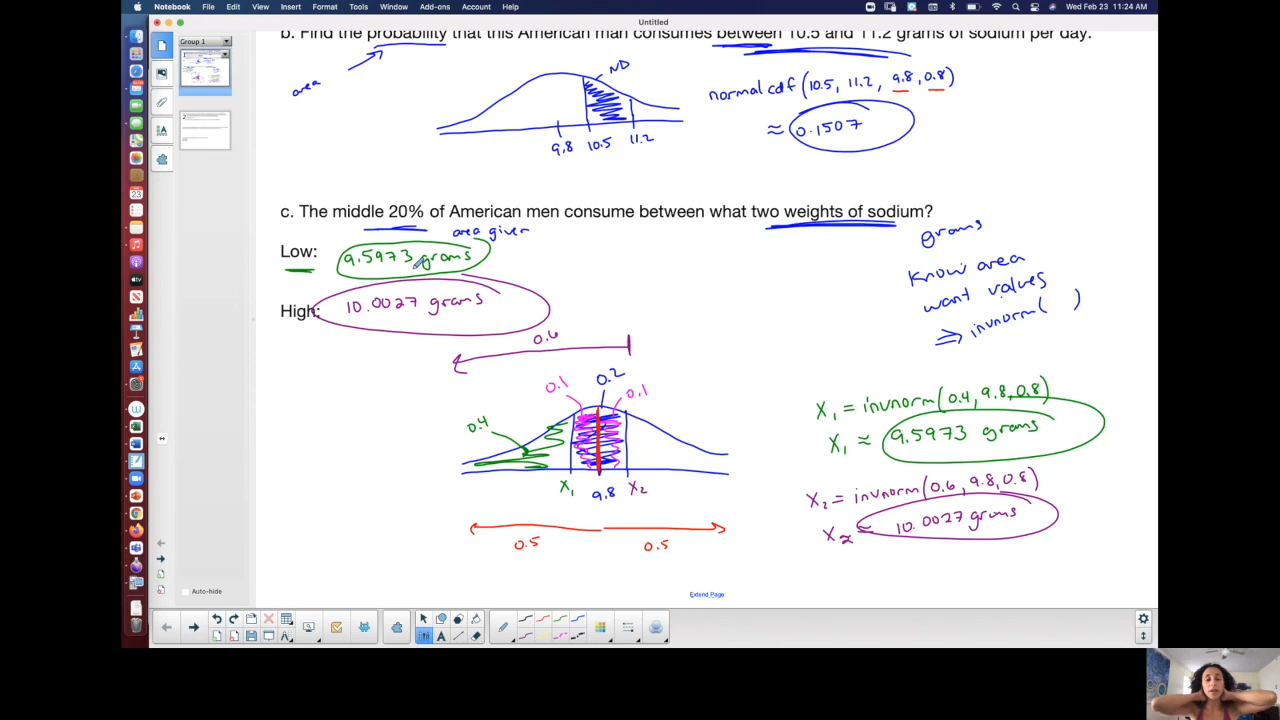 Notebook File Edit View Insert Format Tools Window Add-ons Account Help
Wed Feb 23 11:24 AM
Untitled
Group 1
b. Find the probability that this American man consumes between 10.5 and 11.2 grams of sodium per day.
area
ND
9.8 10.5 11.2
normalcdf (10.5, 11.2, 9.8, 0.8)
≈ 0.1507
c. The middle 20% of American men consume between what two weights of sodium?
area given
grams
Low: 9.5973 grams
know area
want values
⇒ invnorm( )
High: 10.0027 grams
0.6
0.1 0.2 0.1
0.4
X₁ 9.8 X₂
0.5 0.5
X₁ = invnorm(0.4, 9.8, 0.8)
X₁ ≈ 9.5973 grams
X₂ = invnorm(0.6, 9.8, 0.8)
X₂ ≈ 10.0027 grams
Auto-hide
Extend Page